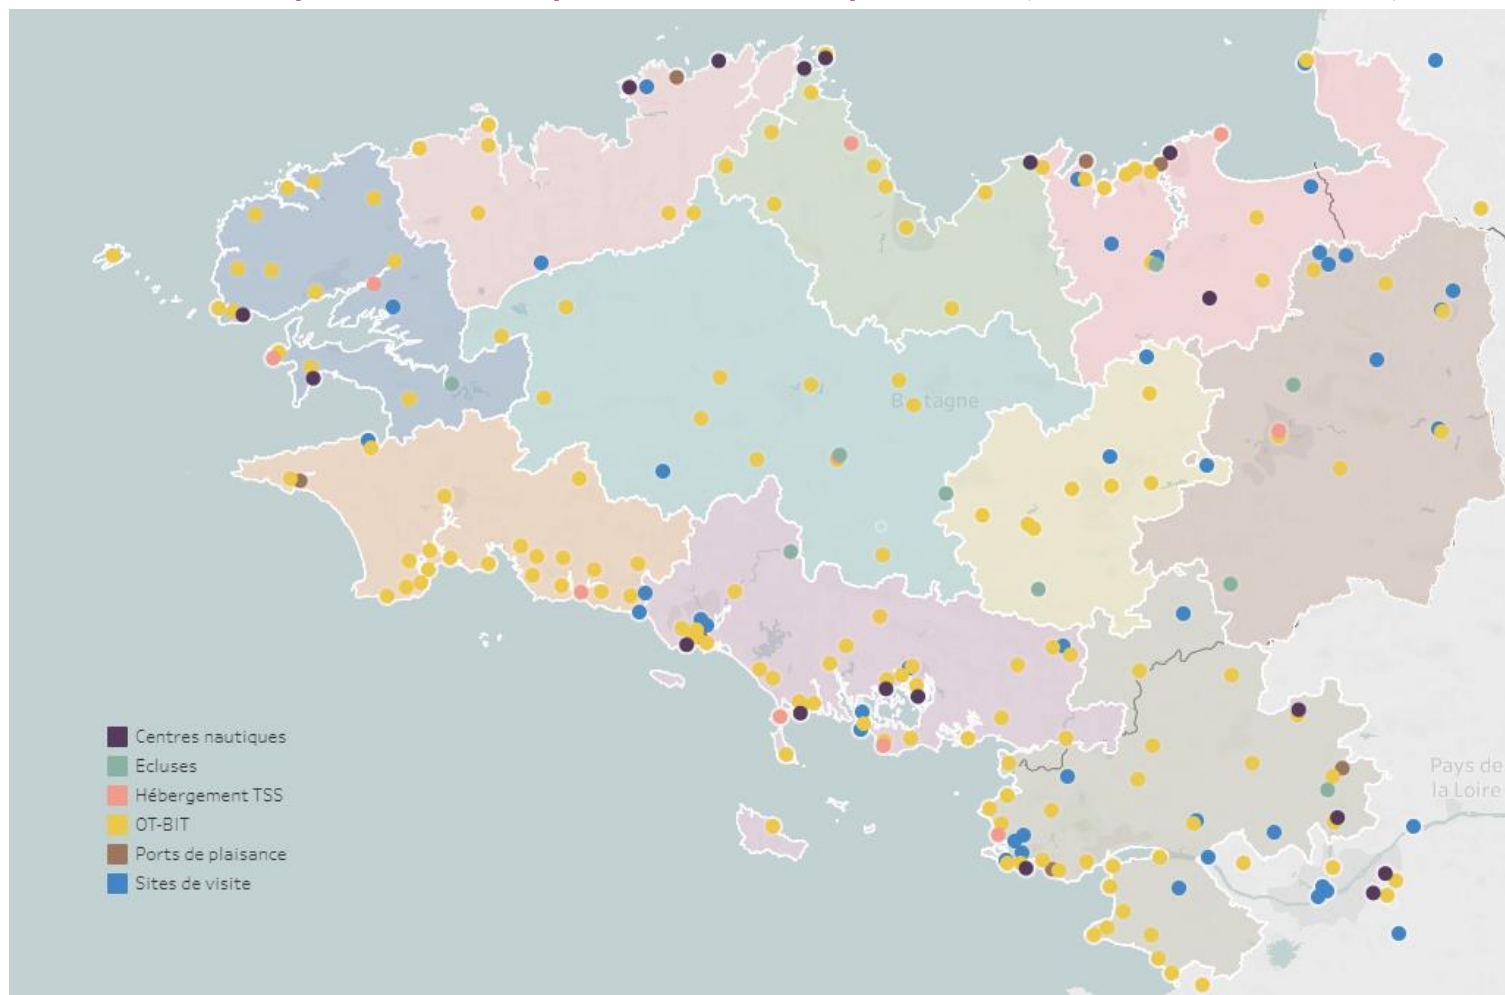 Bretagne
Centres nautiques
Ecluses
Hébergement TSS
OT-BIT
Ports de plaisance
Sites de visite
Pays de
la Loire